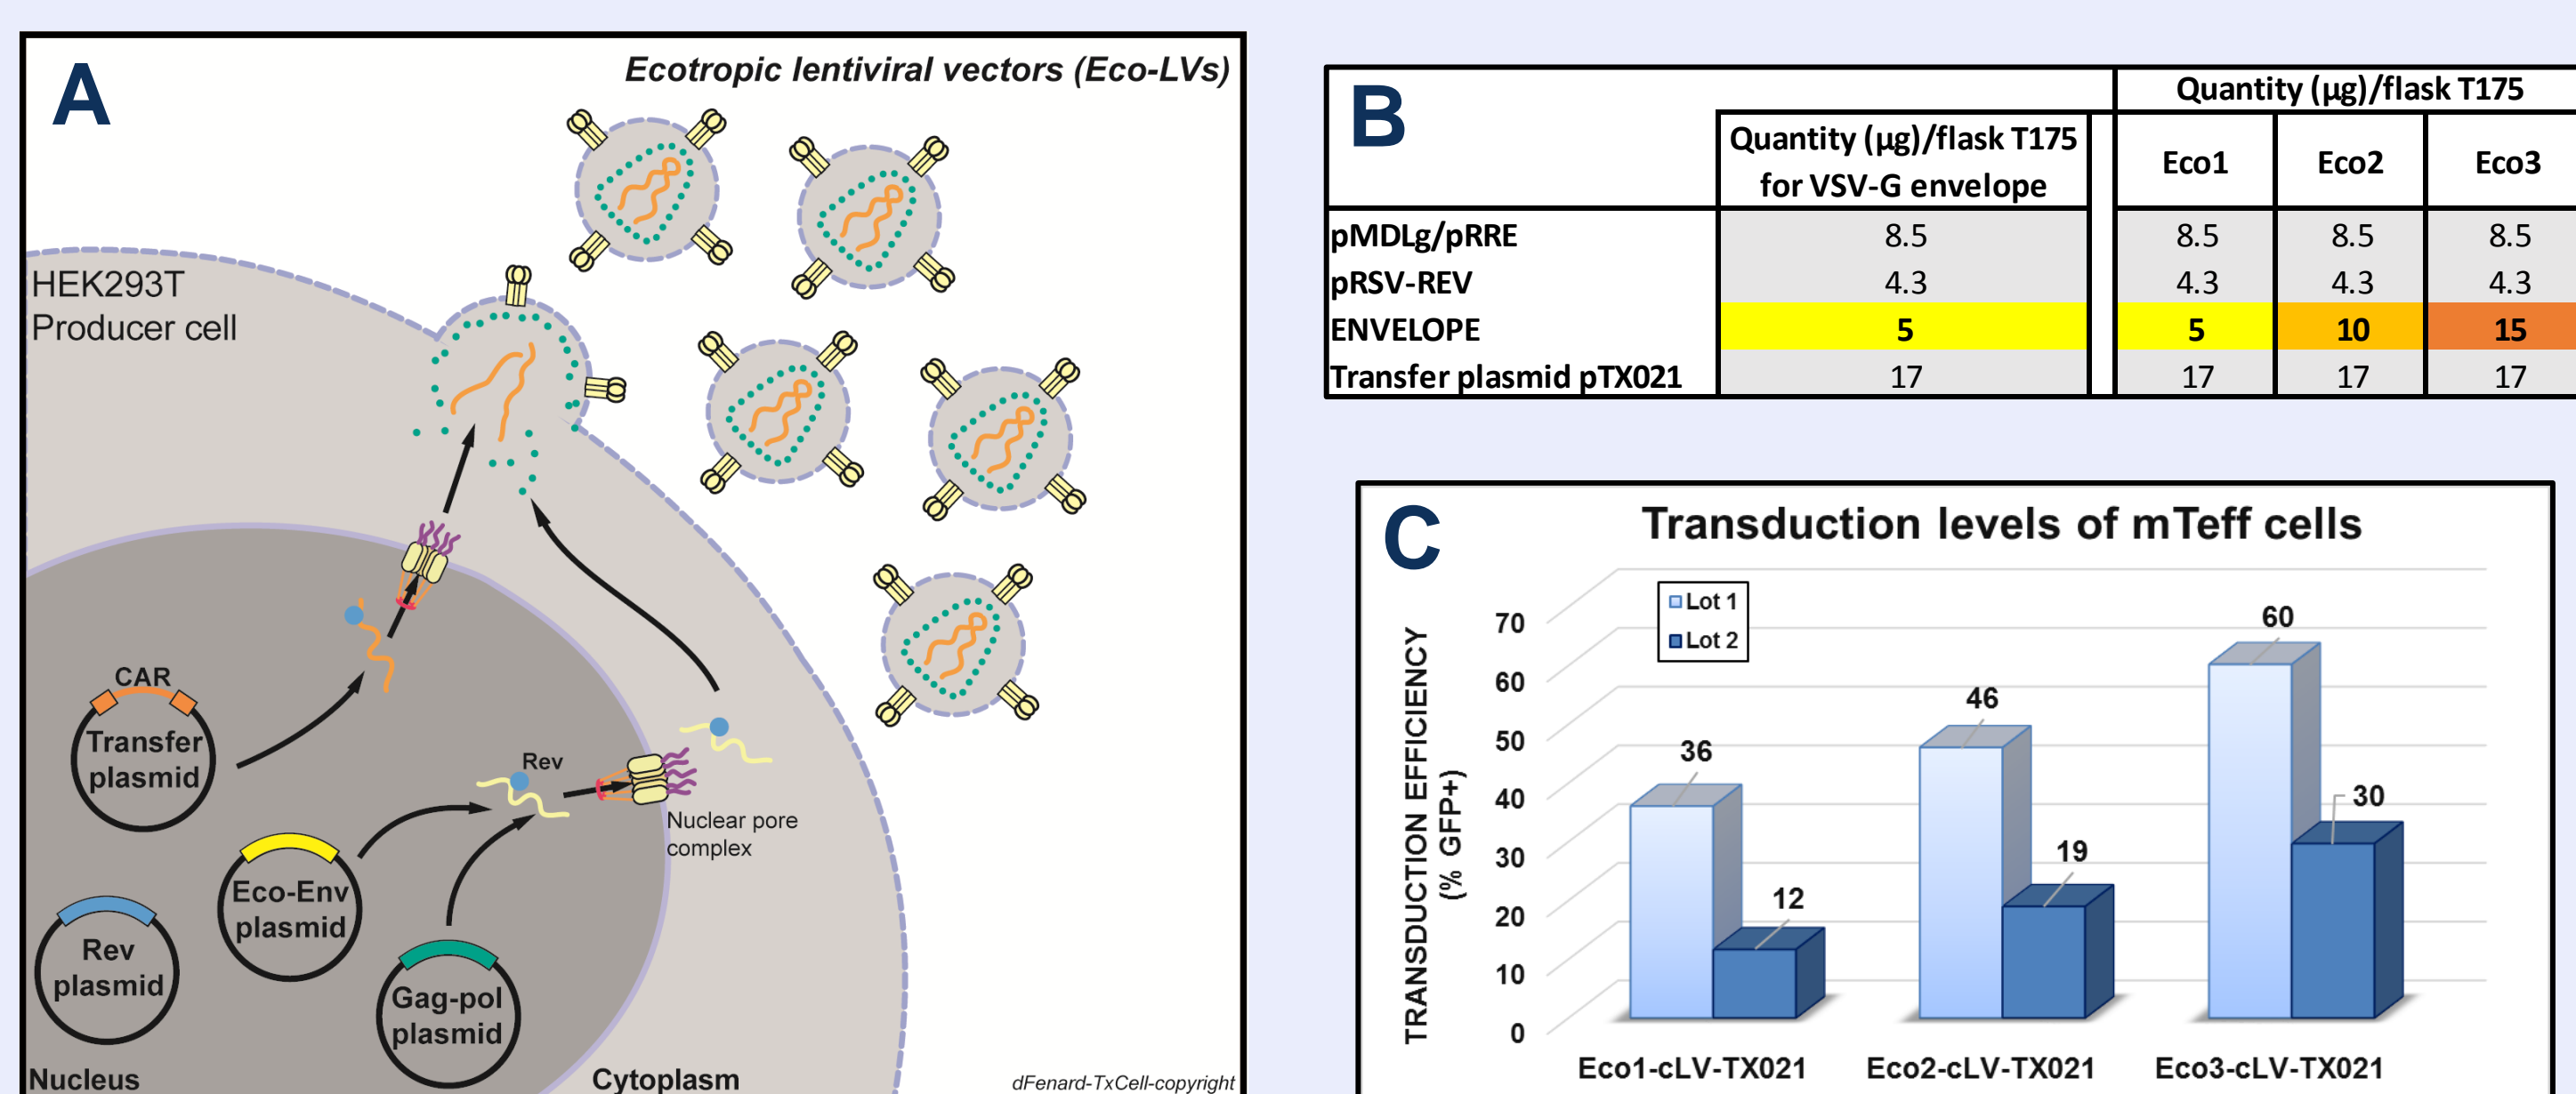 A
Ecotropic lentiviral vectors (Eco-LVs)
HEK293T
Producer cell
CAR
Transfer
plasmid
Rev
Nuclear pore
complex
Eco-Env
plasmid
Rev
plasmid
Gag-pol
plasmid
Nucleus
Cytoplasm
dFenard-TxCell-copyright
B
Quantity (µg)/flask T175
Quantity (µg)/flask T175
for VSV-G envelope
Eco1 Eco2 Eco3
pMDLg/pRRE 8.5 8.5 8.5 8.5
pRSV-REV 4.3 4.3 4.3 4.3
ENVELOPE 5 5 10 15
Transfer plasmid pTX021 17 17 17 17
C
Transduction levels of mTeff cells
Lot 1
Lot 2
TRANSDUCTION EFFICIENCY
(% GFP+)
70
60
50
40
30
20
10
0
36
12
46
19
60
30
Eco1-cLV-TX021 Eco2-cLV-TX021 Eco3-cLV-TX021